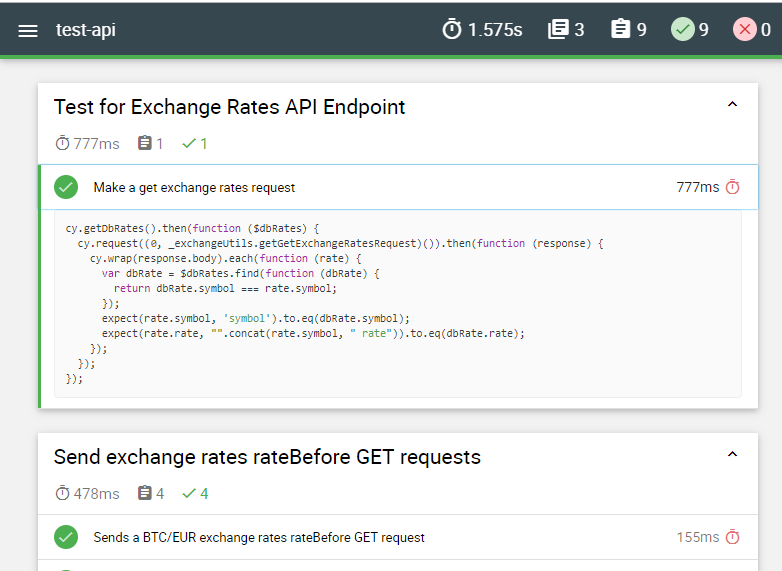 test-api 1.575s 3 9 9 0
Test for Exchange Rates API Endpoint
777ms 1 1
Make a get exchange rates request 777ms
cy.getDbRates().then(function ($dbRates) {
  cy.request((0, _exchangeUtils.getGetExchangeRatesRequest)()).then(function (response) {
    cy.wrap(response.body).each(function (rate) {
      var dbRate = $dbRates.find(function (dbRate) {
        return dbRate.symbol === rate.symbol;
      });
      expect(rate.symbol, 'symbol').to.eq(dbRate.symbol);
      expect(rate.rate, "".concat(rate.symbol, " rate")).to.eq(dbRate.rate);
    });
  });
});
Send exchange rates rateBefore GET requests
478ms 4 4
Sends a BTC/EUR exchange rates rateBefore GET request 155ms